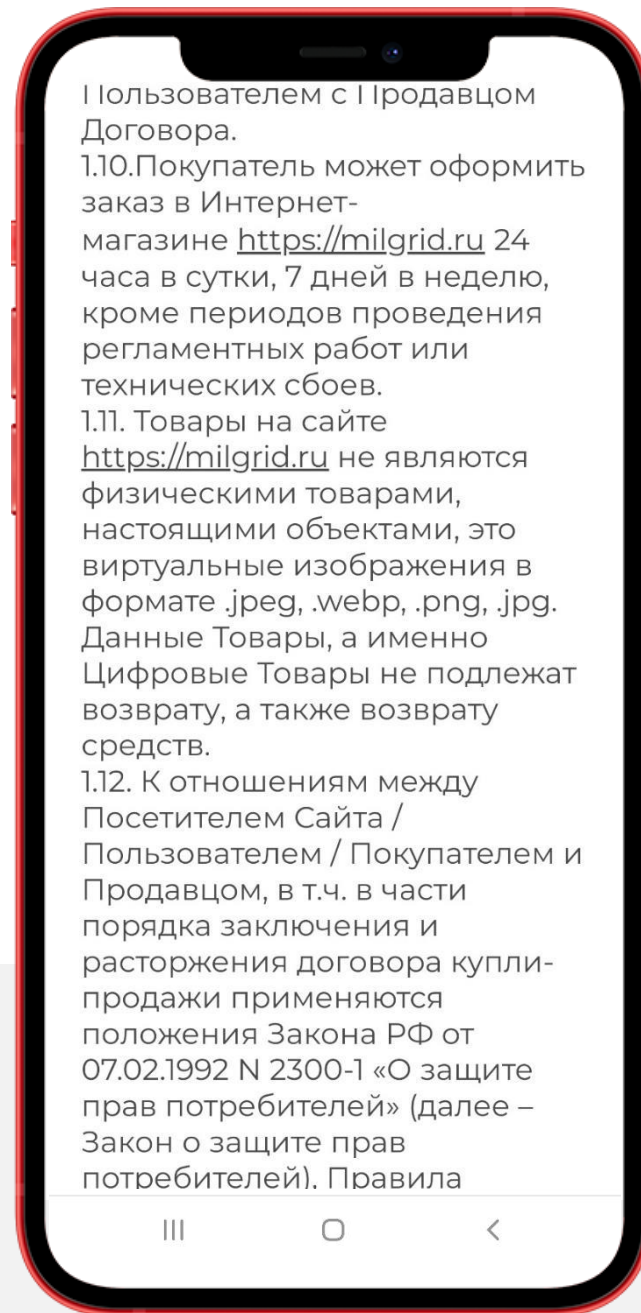 Пользователем с Продавцом
Договора.
1.10.Покупатель может оформить
заказ в Интернет-
магазине https://milgrid.ru 24
часа в сутки, 7 дней в неделю,
кроме периодов проведения
регламентных работ или
технических сбоев.
1.11. Товары на сайте
https://milgrid.ru не являются
физическими товарами,
настоящими объектами, это
виртуальные изображения в
формате .jpeg, .webp, .png, .jpg.
Данные Товары, а именно
Цифровые Товары не подлежат
возврату, а также возврату
средств.
1.12. К отношениям между
Посетителем Сайта /
Пользователем / Покупателем и
Продавцом, в т.ч. в части
порядка заключения и
расторжения договора купли-
продажи применяются
положения Закона РФ от
07.02.1992 N 2300-1 «О защите
прав потребителей» (далее –
Закон о защите прав
потребителей), Правила